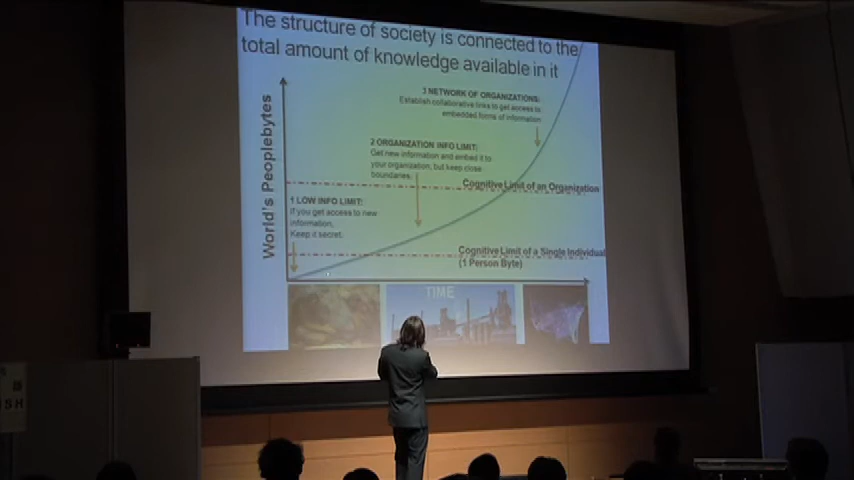 The structure of society is connected to the
total amount of knowledge available in it
3 NETWORK OF ORGANIZATIONS:
Establish collaborative links to get access to
embedded forms of information
2 ORGANIZATION INFO LIMIT:
Get new information and embed it to
your organization, but keep close
boundaries.
Cognitive Limit of an Organization
1 LOW INFO LIMIT:
If you get access to new
information,
Keep it secret.
Cognitive Limit of a Single Individual
(1 Person Byte)
World's Peoplebytes
TIME
SH